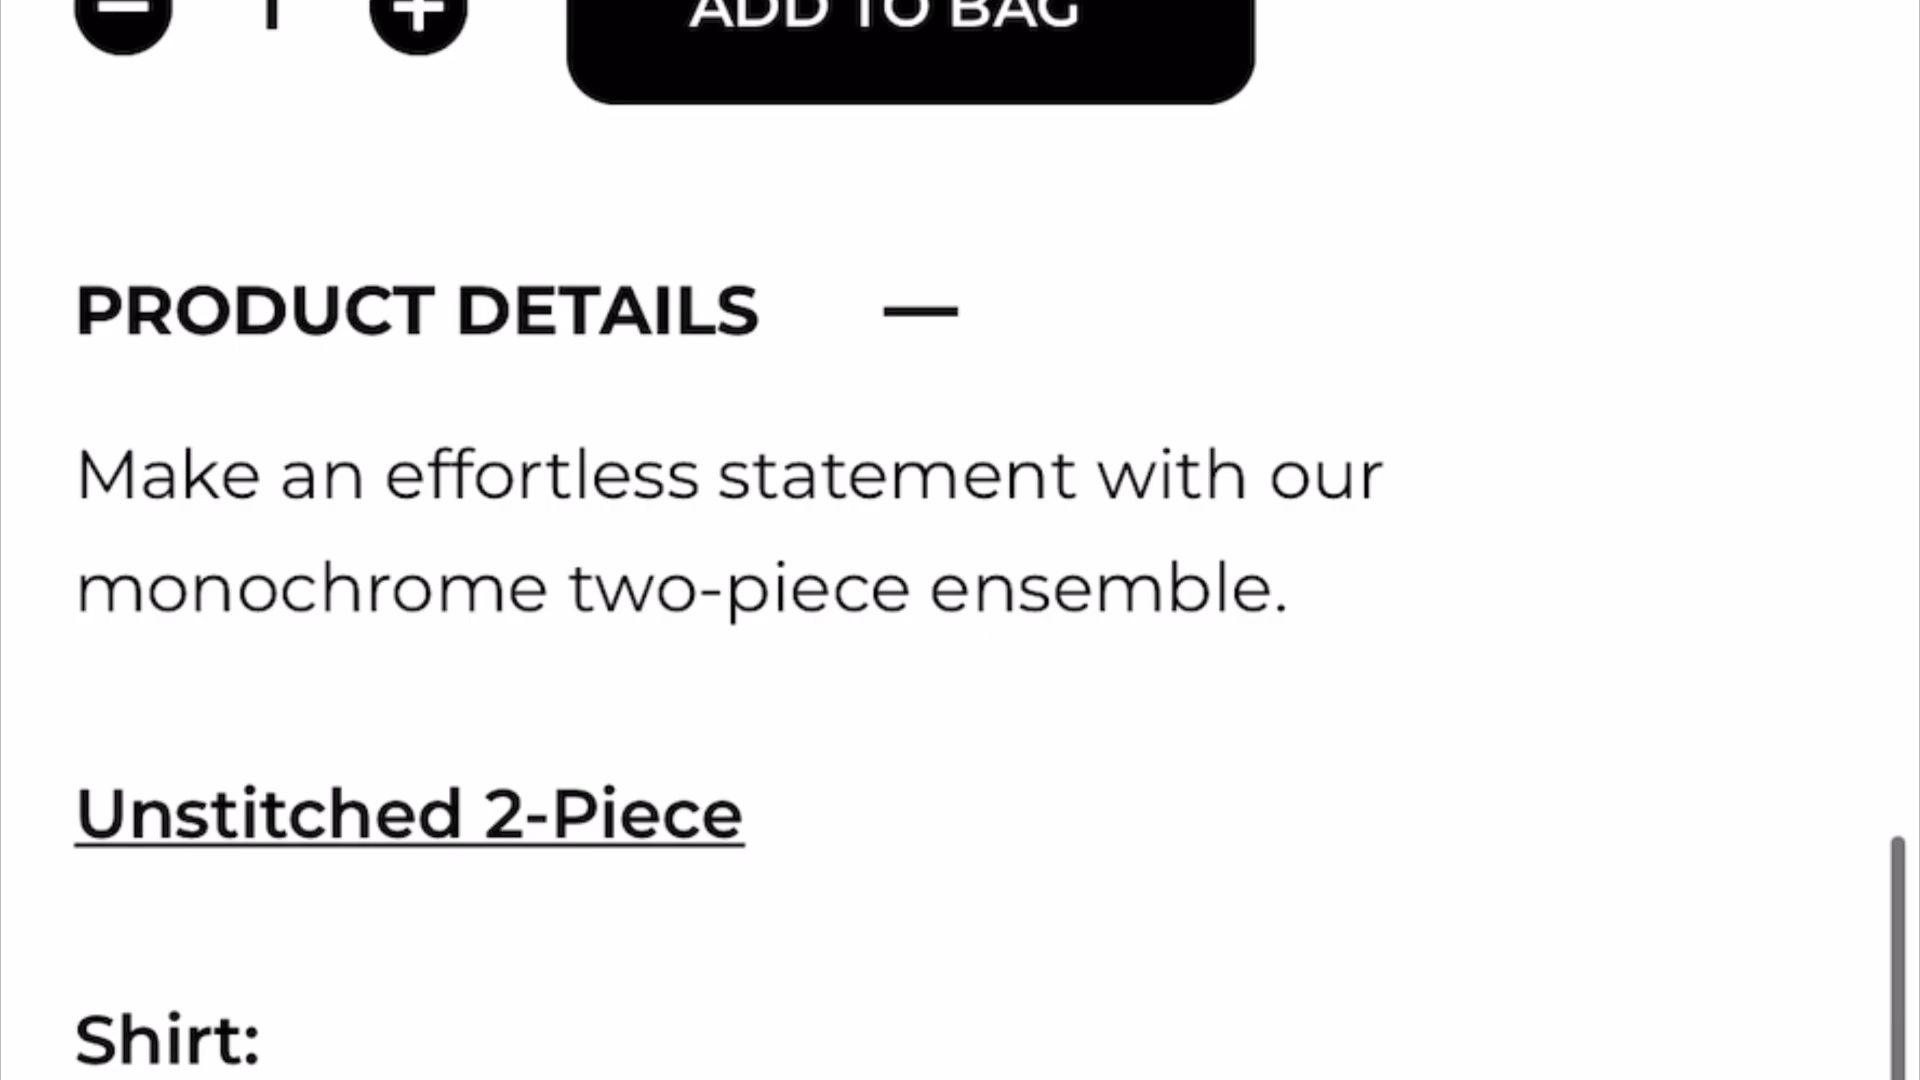 1
ADD TO BAG
PRODUCT DETAILS
Make an effortless statement with our
monochrome two-piece ensemble.
Unstitched 2-Piece
Shirt: